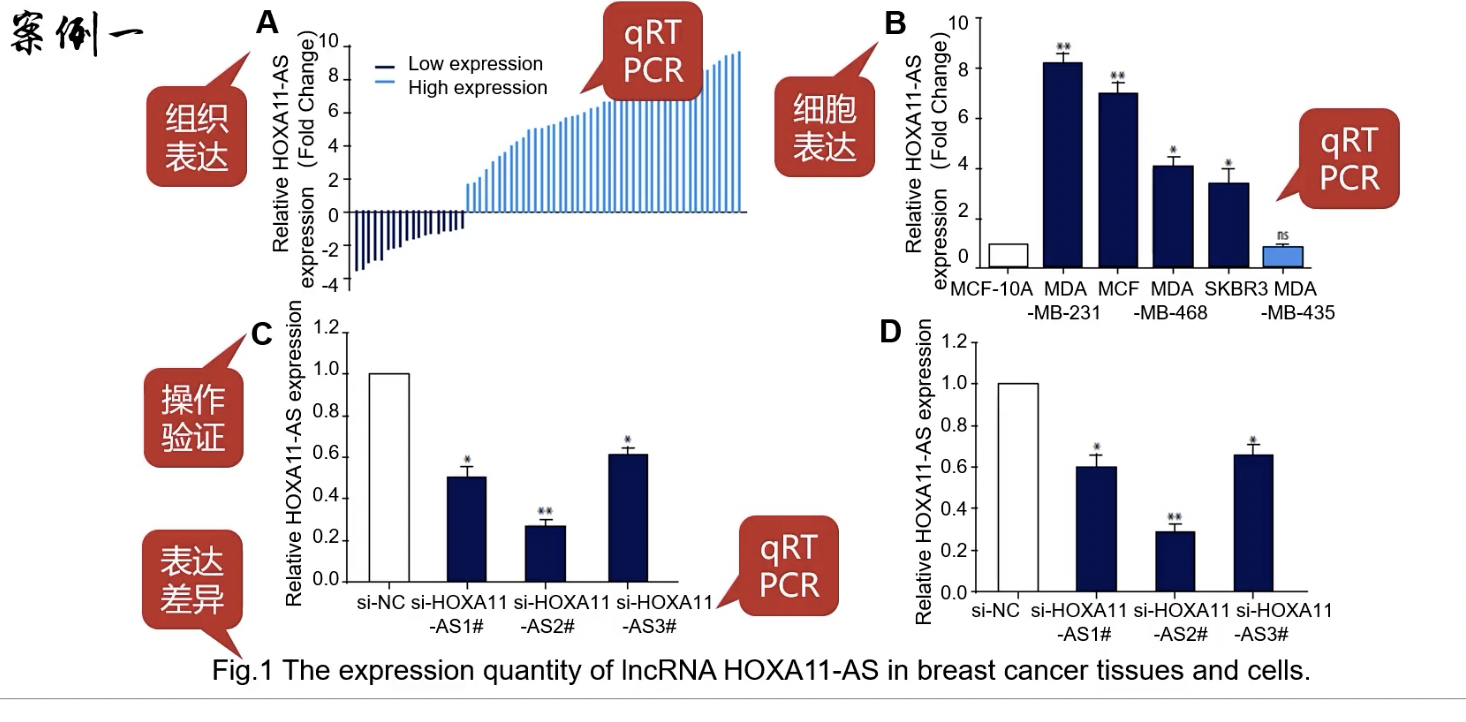 案例一
A
组织
表达
Relative HOXA11-AS
expression (Fold Change)
10
8
6
4
2
0
-2
-4
Low expression
High expression
qRT
PCR
B
细胞
表达
Relative HOXA11-AS
expression (Fold Change)
10
8
6
4
2
0
**
**
*
*
ns
qRT
PCR
MCF-10A MDA MCF MDA SKBR3 MDA
-MB-231 -MB-468 -MB-435
C
操作
验证
Relative HOXA11-AS expression
1.2
1.0
0.8
0.6
0.4
0.2
0.0
*
**
*
si-NC si-HOXA11 si-HOXA11 si-HOXA11
-AS1# -AS2# -AS3#
qRT
PCR
D
Relative HOXA11-AS expression
1.2
1.0
0.8
0.6
0.4
0.2
0.0
*
**
*
si-NC si-HOXA11 si-HOXA11 si-HOXA11
-AS1# -AS2# -AS3#
表达
差异
Fig.1 The expression quantity of lncRNA HOXA11-AS in breast cancer tissues and cells.